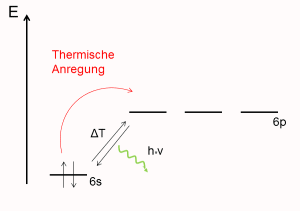 E
Thermische
Anregung
6p
ΔT
h·v
6s